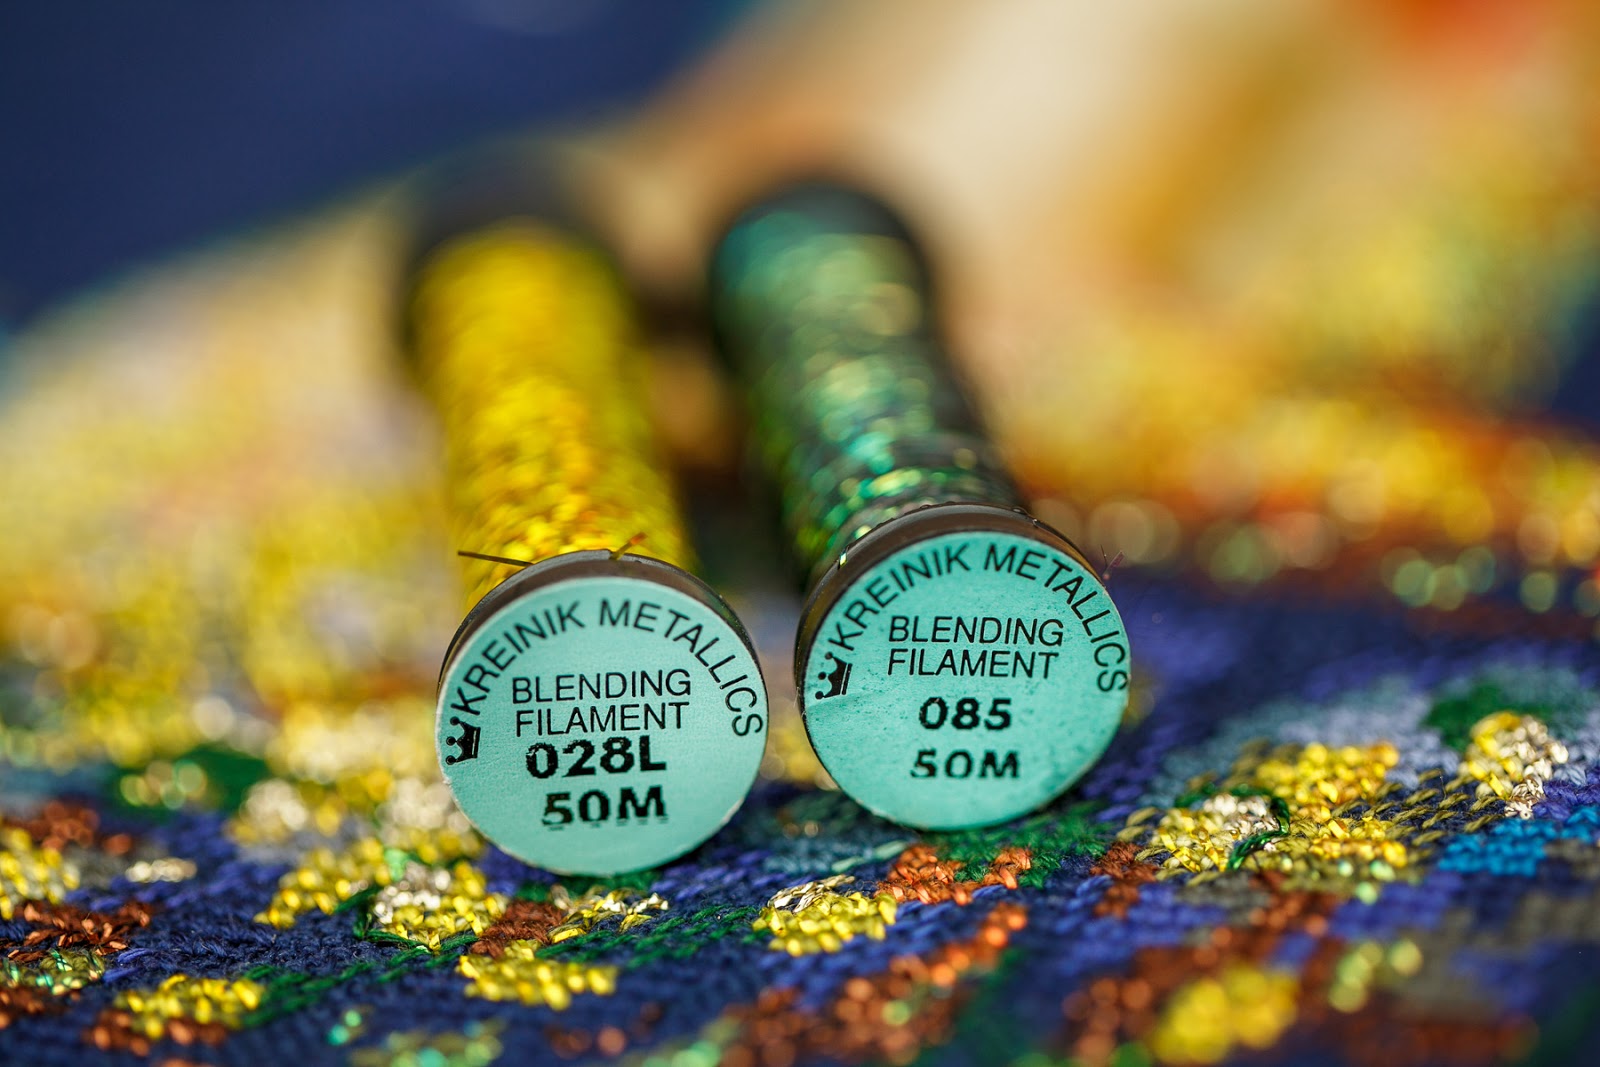 KREINIK METALLICS
BLENDING
FILAMENT
028L
50M
KREINIK METALLICS
BLENDING
FILAMENT
085
50M